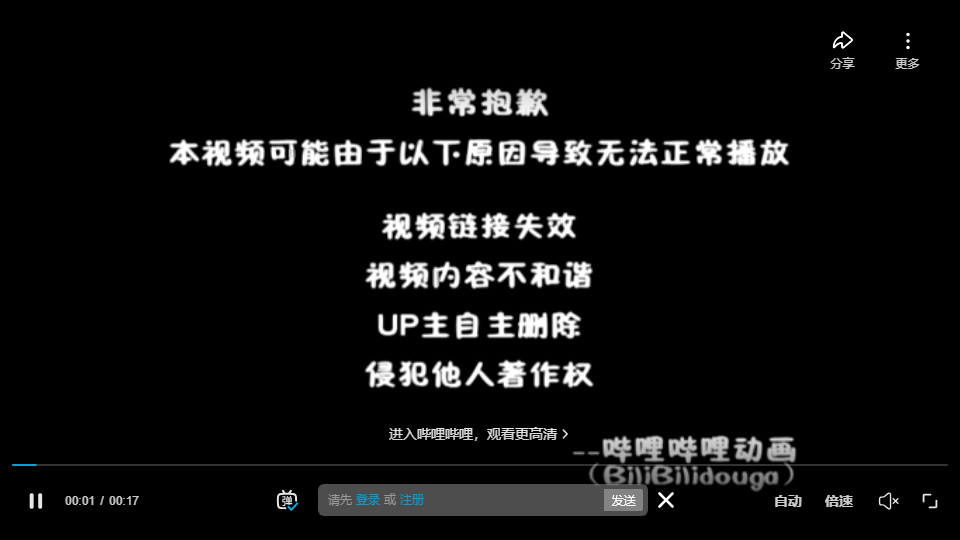 分享
更多
非常抱歉
本视频可能由于以下原因导致无法正常播放
视频链接失效
视频内容不和谐
UP主自主删除
侵犯他人著作权
进入哔哩哔哩，观看更高清 >
--哔哩哔哩动画
（BiliBilidouga）
00:01 / 00:17
弹
请先 登录 或 注册
发送
自动
倍速